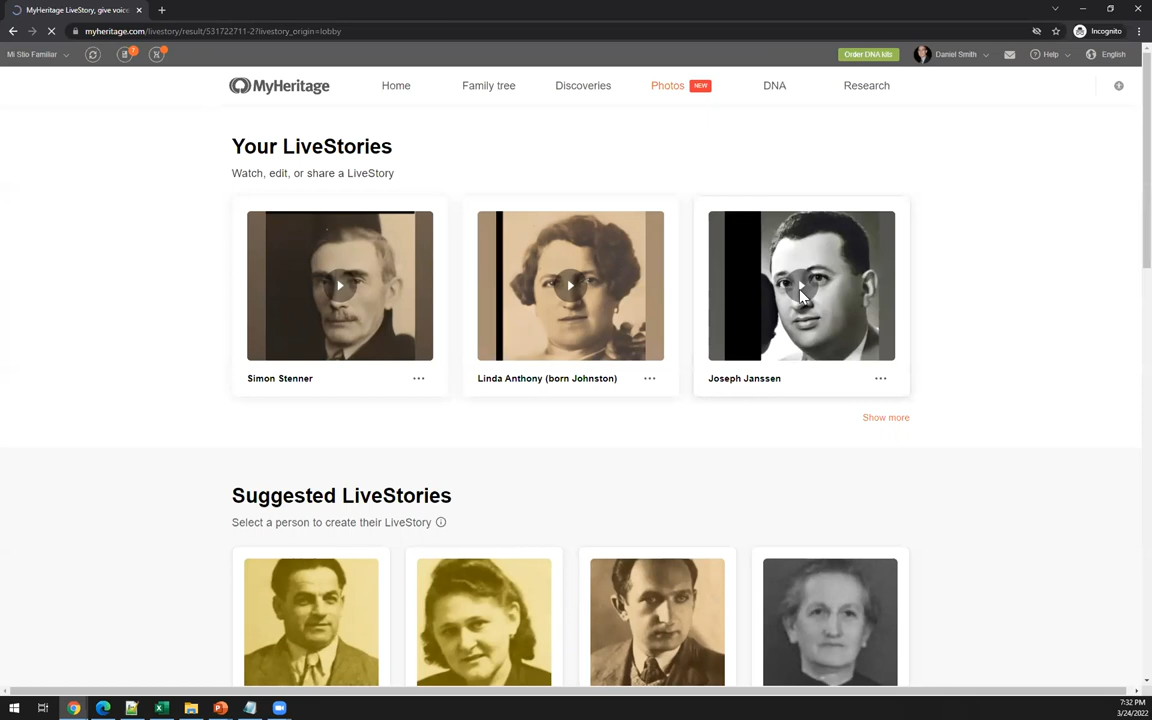 MyHeritage LiveStory, give voice
myheritage.com/livestory/result/531722711-2?livestory_origin=lobby
Incognito
Mi Sitio Familiar
7
Order DNA kits
Daniel Smith
Help
English
MyHeritage
Home
Family tree
Discoveries
Photos
NEW
DNA
Research
Your LiveStories
Watch, edit, or share a LiveStory
Simon Stenner
Linda Anthony (born Johnston)
Joseph Janssen
Show more
Suggested LiveStories
Select a person to create their LiveStory
7:32 PM
3/24/2022